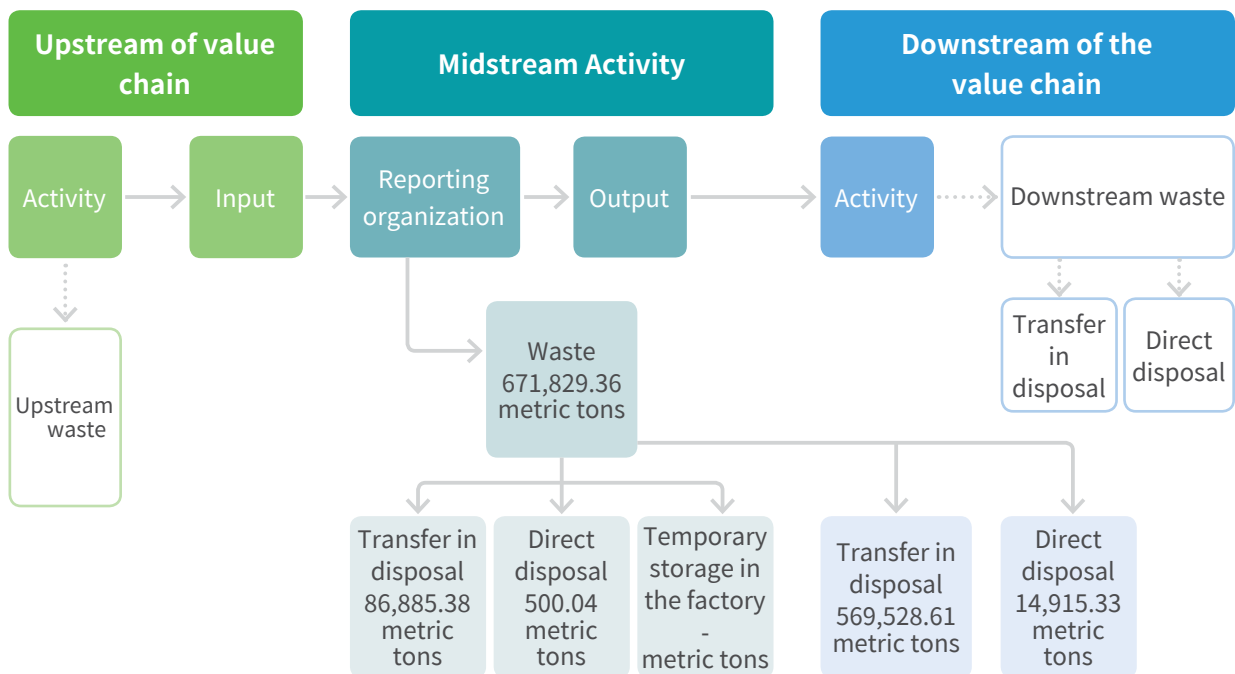 Upstream of value
chain
Midstream Activity
Downstream of the
value chain
Activity
Input
Reporting
organization
Output
Activity
Downstream waste
Upstream
waste
Waste
671,829.36
metric tons
Transfer
in
disposal
Direct
disposal
Transfer in
disposal
86,885.38
metric
tons
Direct
disposal
500.04
metric
tons
Temporary
storage in
the factory
-
metric tons
Transfer in
disposal
569,528.61
metric tons
Direct
disposal
14,915.33
metric
tons